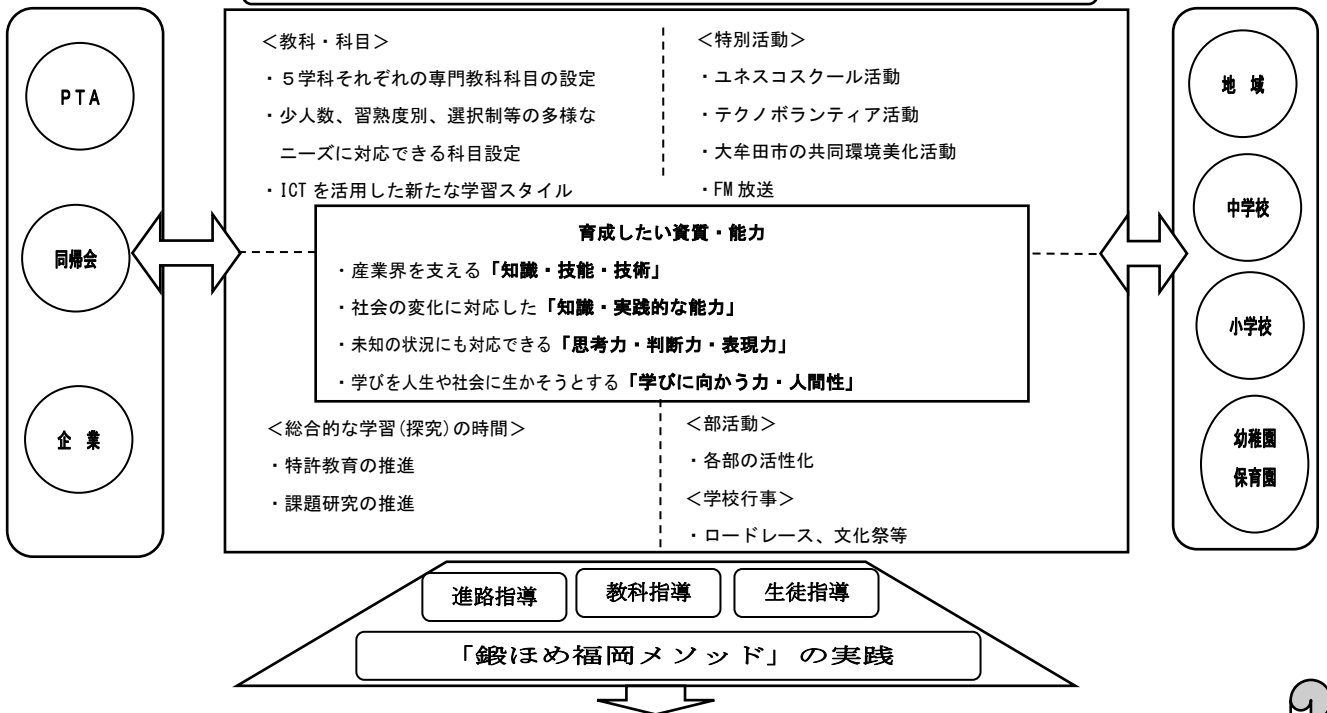 PTA
同帰会
企 業
＜教科・科目＞
・５学科それぞれの専門教科科目の設定
・少人数、習熟度別、選択制等の多様な
ニーズに対応できる科目設定
・ICT を活用した新たな学習スタイル
＜特別活動＞
・ユネスコスクール活動
・テクノボランティア活動
・大牟田市の共同環境美化活動
・FM 放送
育成したい資質・能力
・産業界を支える「知識・技能・技術」
・社会の変化に対応した「知識・実践的な能力」
・未知の状況にも対応できる「思考力・判断力・表現力」
・学びを人生や社会に生かそうとする「学びに向かう力・人間性」
＜総合的な学習(探究)の時間＞
・特許教育の推進
・課題研究の推進
＜部活動＞
・各部の活性化
＜学校行事＞
・ロードレース、文化祭等
地 域
中学校
小学校
幼稚園
保育園
進路指導
教科指導
生徒指導
「鍛ほめ福岡メソッド」の実践